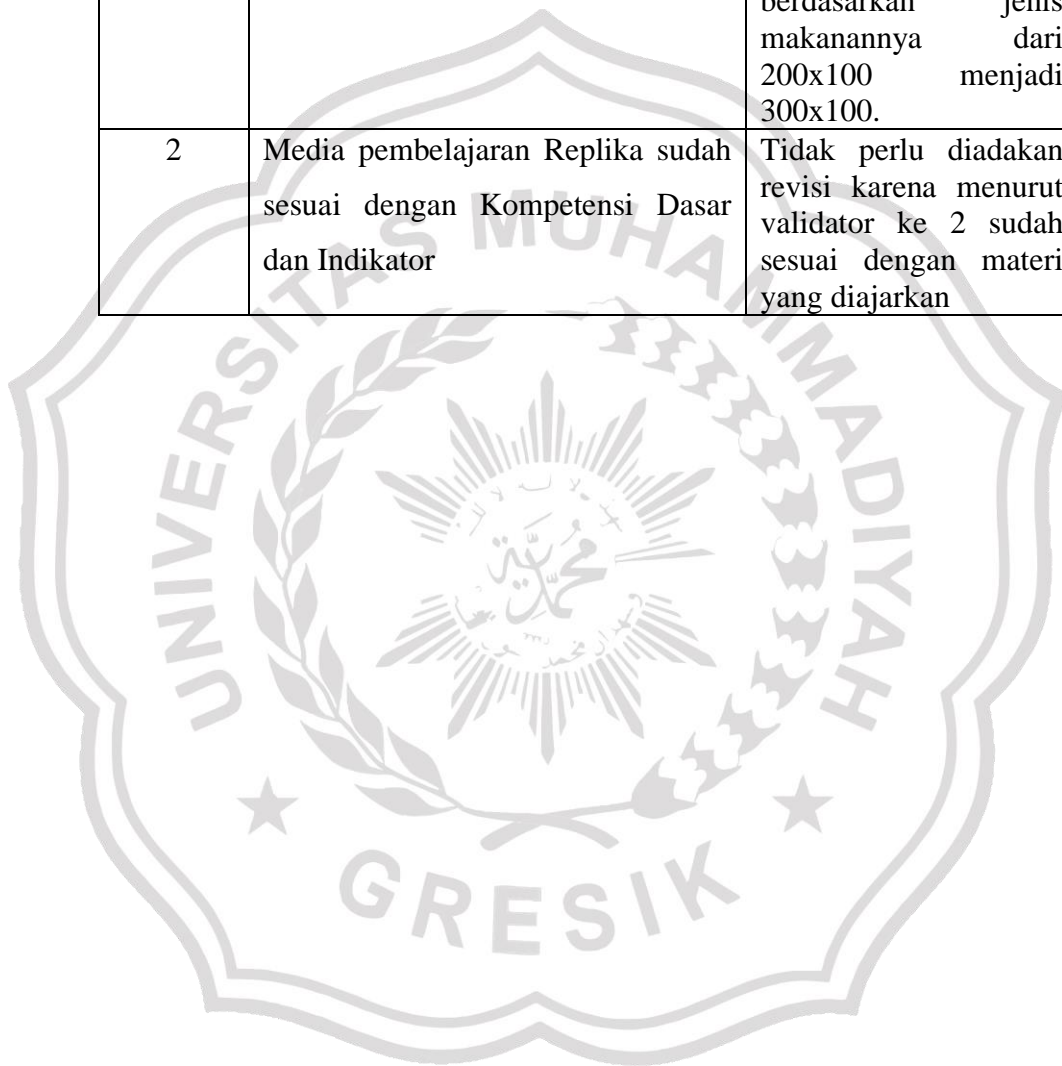 berdasarkan jenis
makanannya dari
200x100 menjadi
300x100.
2
Media pembelajaran Replika sudah
sesuai dengan Kompetensi Dasar
dan Indikator
Tidak perlu diadakan
revisi karena menurut
validator ke 2 sudah
sesuai dengan materi
yang diajarkan
UNIVERSITAS MUHAMMADIYAH
GRESIK